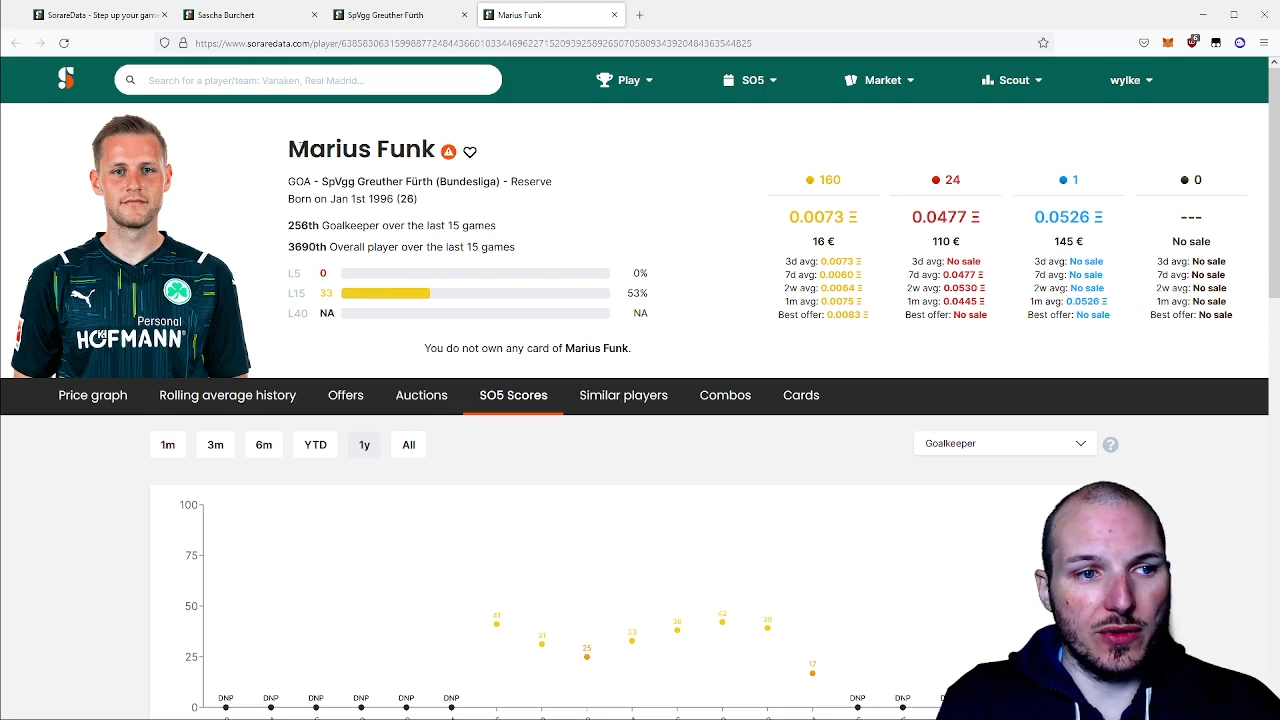 SorareData - Step up your gam
Sascha Burchert
SpVgg Greuther Fürth
Marius Funk
Search for a player/team: Vanaken, Real Madrid...
Play
SO5
Market
Scout
wylke
Marius Funk
GOA - SpVgg Greuther Fürth (Bundesliga) - Reserve
Born on Jan 1st 1996 (26)
256th Goalkeeper over the last 15 games
3690th Overall player over the last 15 games
L5 0 0%
L15 33 53%
L40 NA NA
You do not own any card of Marius Funk.
160 24 1 0
0.0073 Ξ 0.0477 Ξ 0.0526 Ξ ---
16 € 110 € 145 € No sale
3d avg: 0.0073 Ξ 3d avg: No sale 3d avg: No sale 3d avg: No sale
7d avg: 0.0060 Ξ 7d avg: 0.0477 Ξ 7d avg: No sale 7d avg: No sale
2w avg: 0.0064 Ξ 2w avg: 0.0530 Ξ 2w avg: No sale 2w avg: No sale
1m avg: 0.0075 Ξ 1m avg: 0.0445 Ξ 1m avg: 0.0526 Ξ 1m avg: No sale
Best offer: 0.0083 Ξ Best offer: No sale Best offer: No sale Best offer: No sale
Personal
HOFMANN
Price graph Rolling average history Offers Auctions SO5 Scores Similar players Combos Cards
1m 3m 6m YTD 1y All
Goalkeeper
?
100
75
50
25
0
41 31 25 33 38 42 39 17
DNP DNP DNP DNP DNP DNP DNP DNP